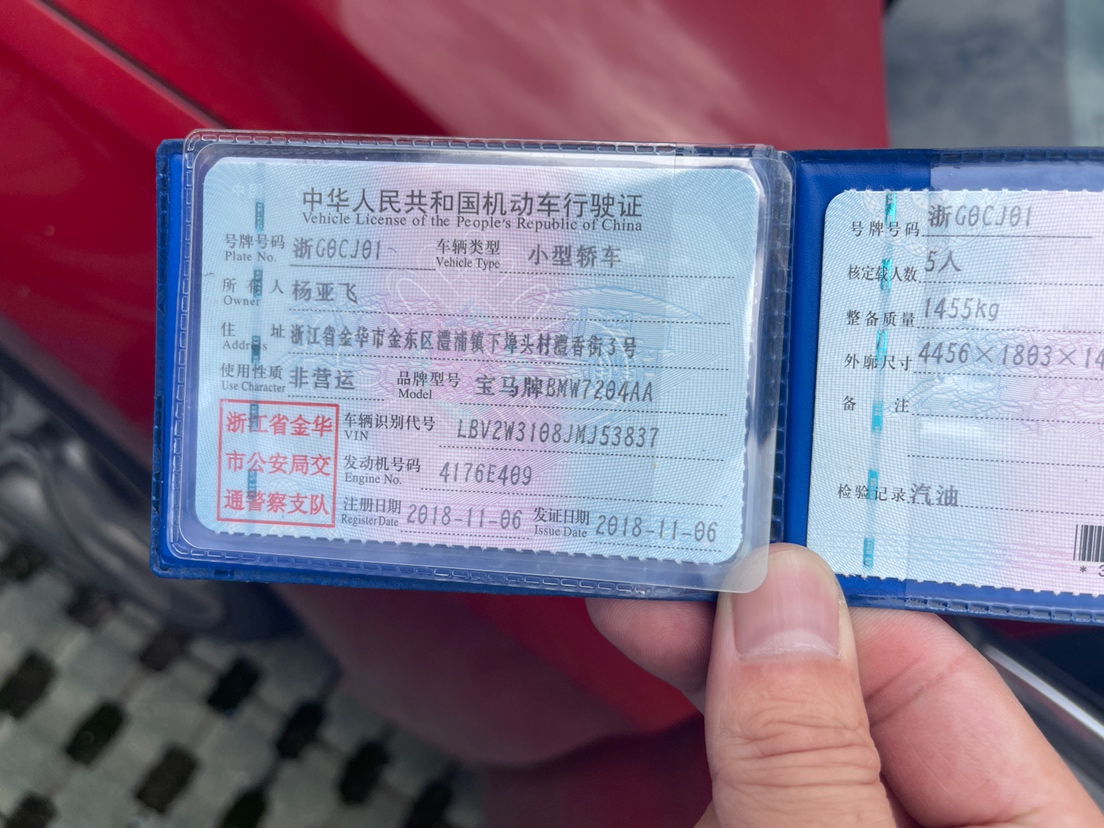 中华人民共和国机动车行驶证
Vehicle License of the People's Republic of China
号牌号码 浙G0CJ01 车辆类型 小型轿车
Plate No. Vehicle Type
所有人 杨亚飞
Owner
住址 浙江省金华市金东区澧浦镇下埠头村澧香街3号
Address
使用性质 非营运 品牌型号 宝马牌BMW7204AA
Use Character Model
浙江省金华
市公安局交
通警察支队
车辆识别代号 LBV2W3108JMJ53837
VIN
发动机号码 4176E409
Engine No.
注册日期 2018-11-06 发证日期 2018-11-06
Register Date Issue Date
号牌号码 浙G0CJ01
核定载人数 5人
整备质量 1455kg
外廓尺寸 4456×1803×14
备注
检验记录 汽油
* 3